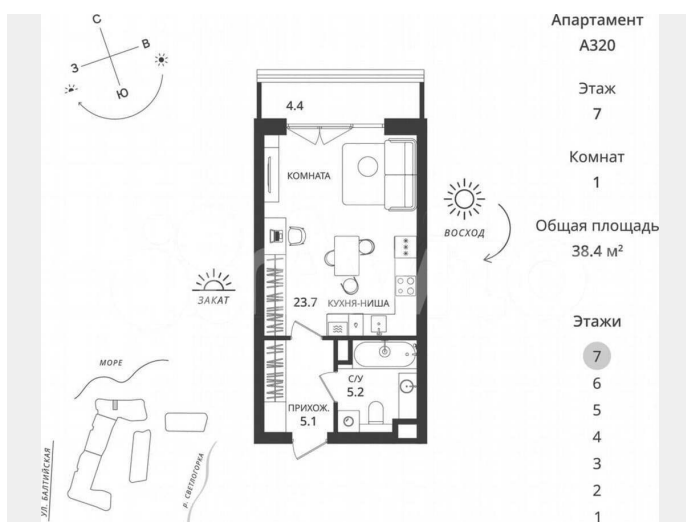 С
В
З
Ю
Апартамент
А320
Этаж
7
Комнат
1
Общая площадь
38.4 м²
4.4
КОМНАТА
ВОСХОД
ЗАКАТ
23.7
КУХНЯ-НИША
Этажи
7
6
5
4
3
2
1
С/У
5.2
ПРИХОЖ.
5.1
МОРЕ
УЛ. БАЛТИЙСКАЯ
Р. СВЕТЛОГОРКА